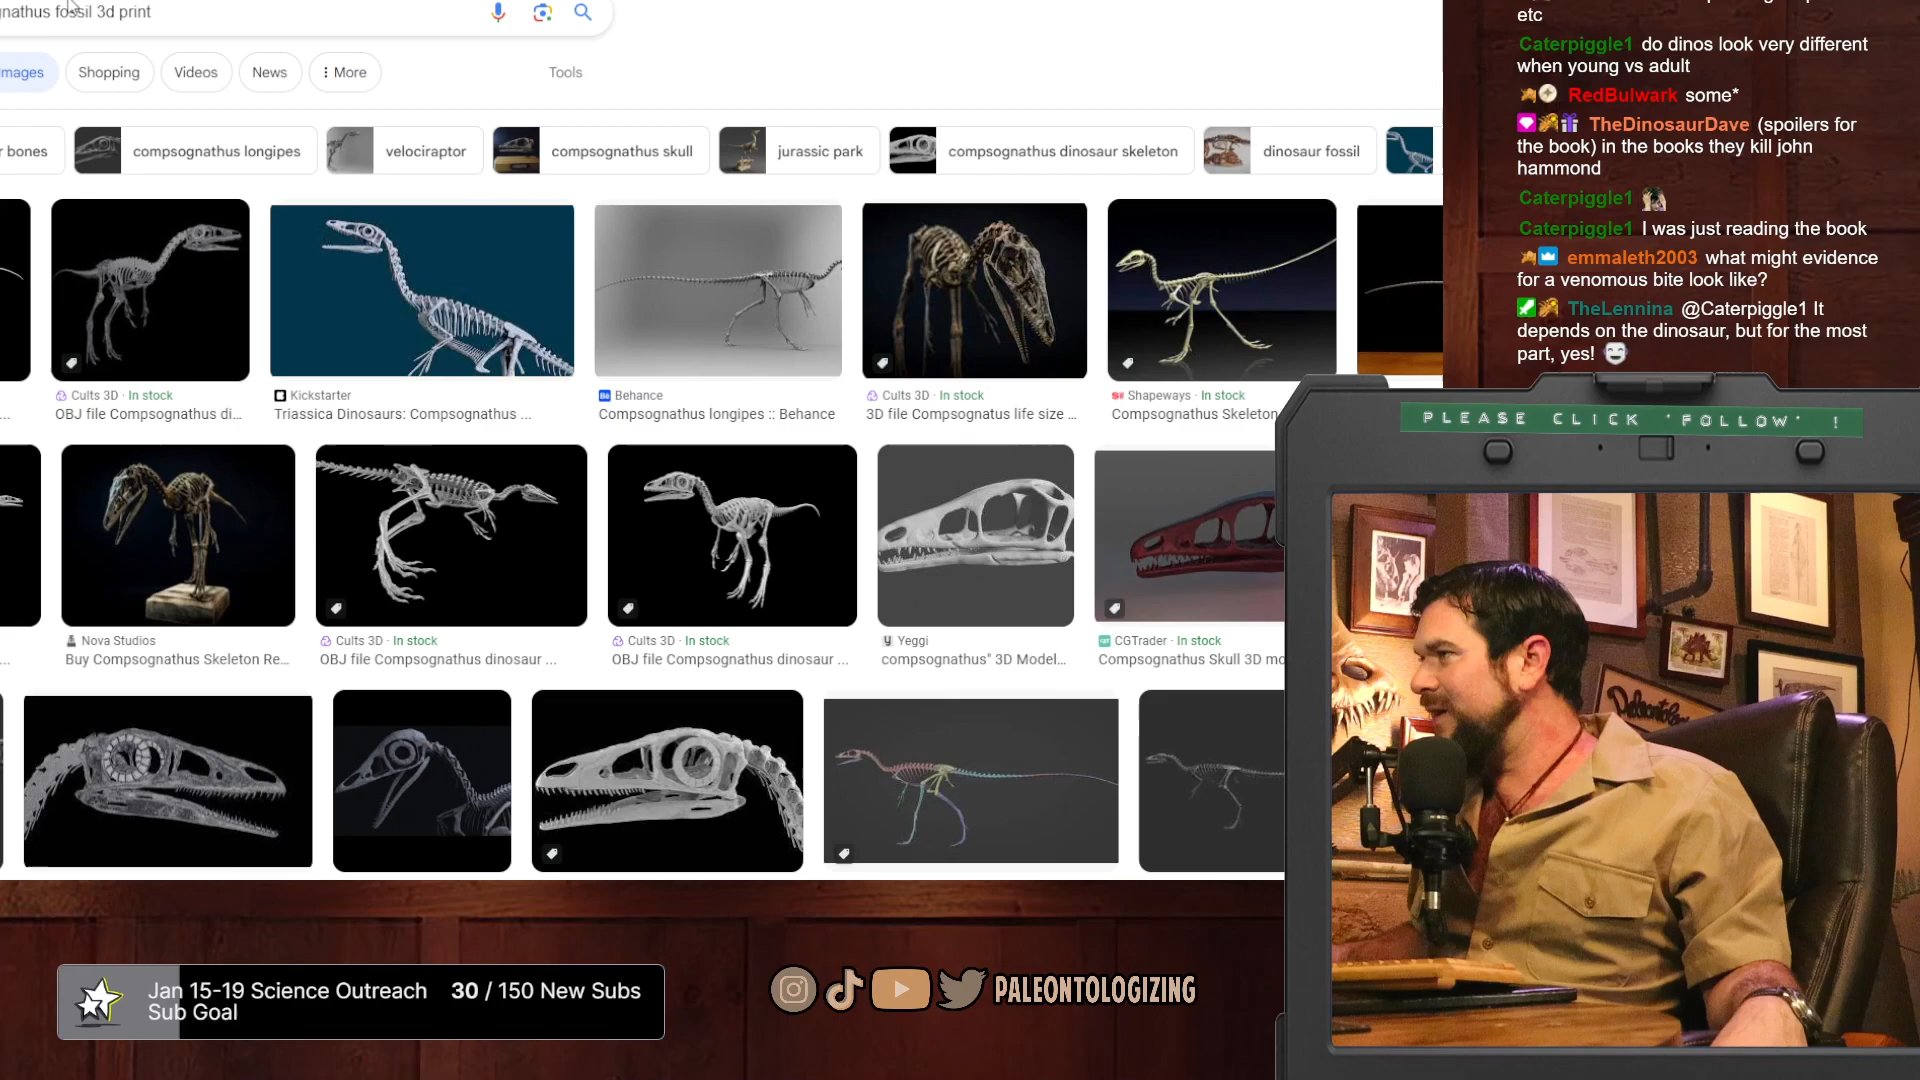 gnathus fossil 3d print
Images
Shopping
Videos
News
More
Tools
r bones
compsognathus longipes
velociraptor
compsognathus skull
jurassic park
compsognathus dinosaur skeleton
dinosaur fossil
...
Cults 3D · In stock
OBJ file Compsognathus di...
Kickstarter
Triassica Dinosaurs: Compsognathus ...
Behance
Compsognathus longipes :: Behance
Cults 3D · In stock
3D file Compsognatus life size ...
Shapeways · In stock
Compsognathus Skeleton
...
Nova Studios
Buy Compsognathus Skeleton Re...
Cults 3D · In stock
OBJ file Compsognathus dinosaur ...
Cults 3D · In stock
OBJ file Compsognathus dinosaur ...
Yeggi
compsognathus" 3D Model...
CGTrader · In stock
Compsognathus Skull 3D mo
etc
Caterpiggle1 do dinos look very different
when young vs adult
RedBulwark some*
TheDinosaurDave (spoilers for
the book) in the books they kill john
hammond
Caterpiggle1
Caterpiggle1 I was just reading the book
emmaleth2003 what might evidence
for a venomous bite look like?
TheLennina @Caterpiggle1 It
depends on the dinosaur, but for the most
part, yes!
PLEASE CLICK 'FOLLOW' !
Jan 15-19 Science Outreach
Sub Goal
30 / 150 New Subs
PALEONTOLOGIZING